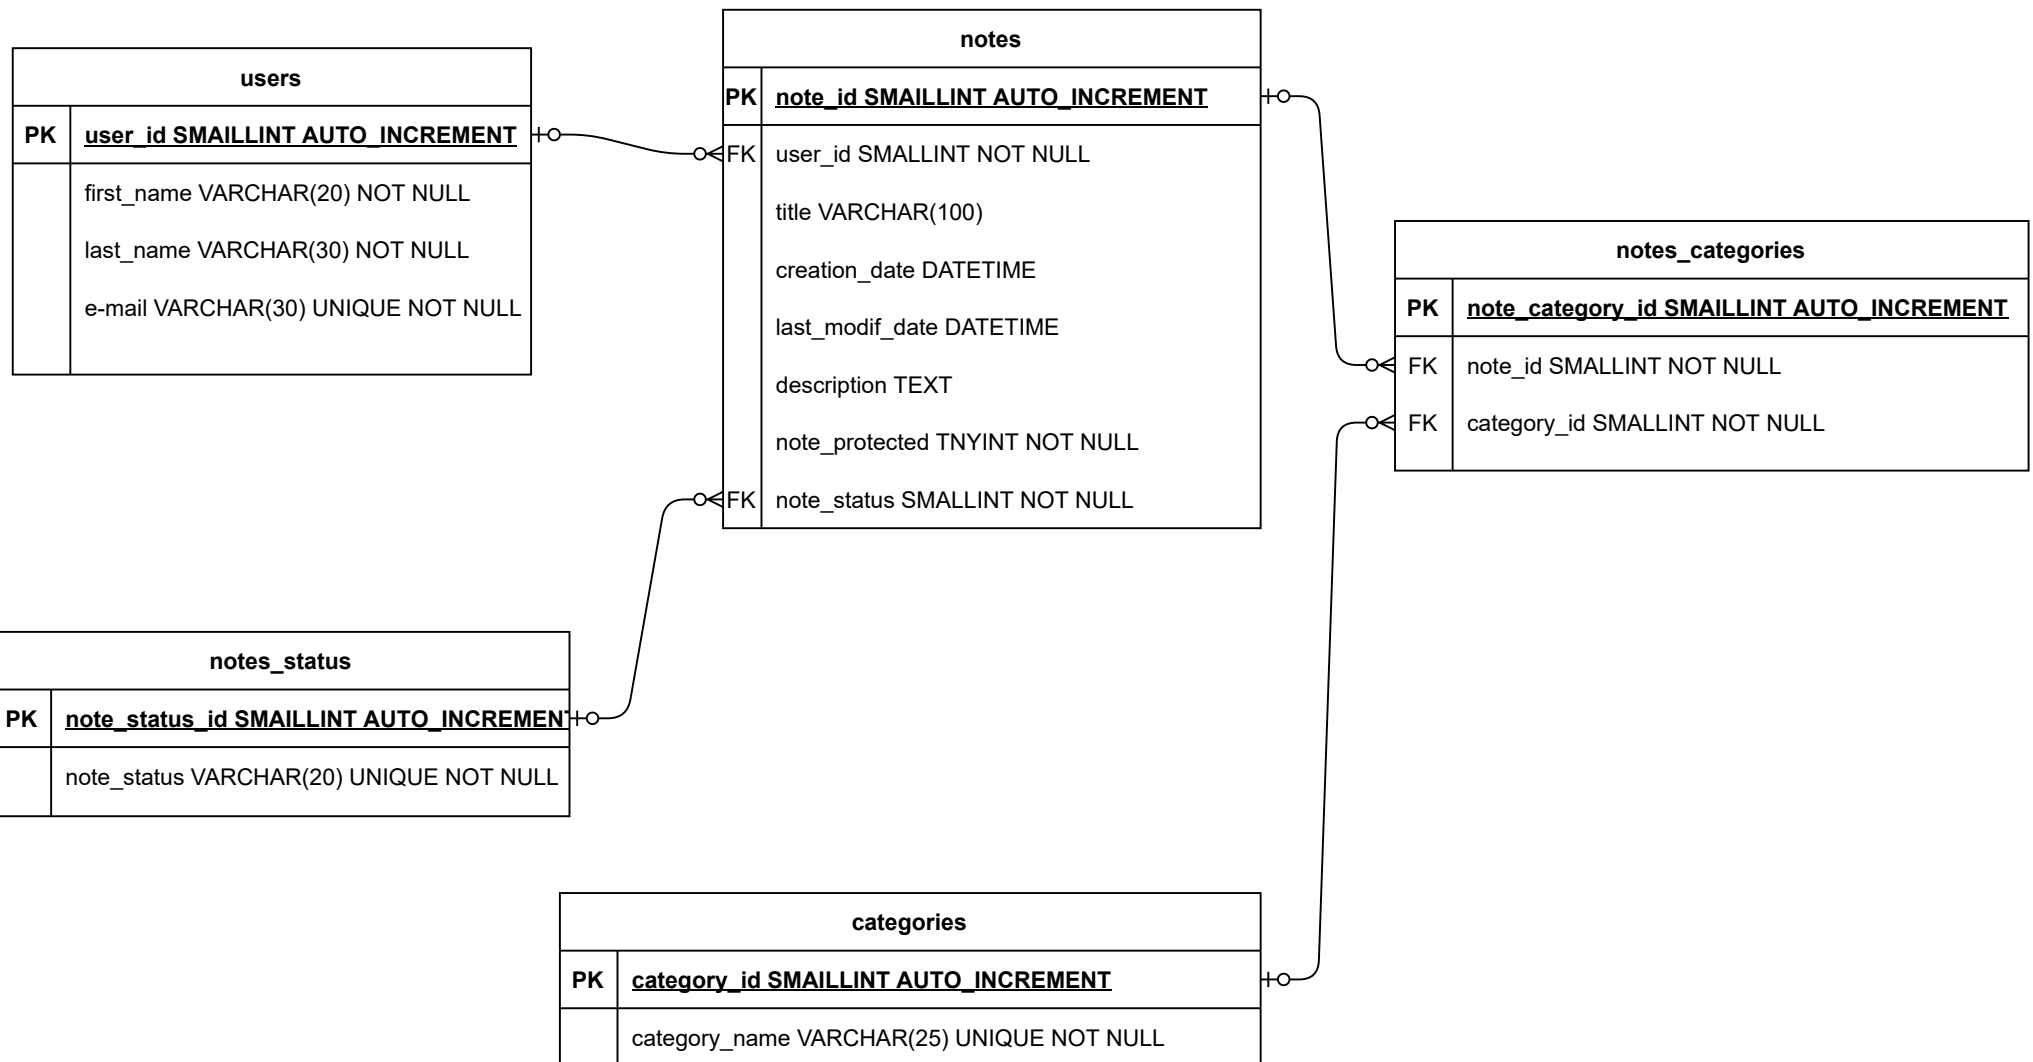 users
PK user_id SMAILLINT AUTO_INCREMENT
first_name VARCHAR(20) NOT NULL
last_name VARCHAR(30) NOT NULL
e-mail VARCHAR(30) UNIQUE NOT NULL
notes
PK note_id SMAILLINT AUTO_INCREMENT
FK user_id SMALLINT NOT NULL
title VARCHAR(100)
creation_date DATETIME
last_modif_date DATETIME
description TEXT
note_protected TNYINT NOT NULL
FK note_status SMALLINT NOT NULL
notes_categories
PK note_category_id SMAILLINT AUTO_INCREMENT
FK note_id SMALLINT NOT NULL
FK category_id SMALLINT NOT NULL
notes_status
PK note_status_id SMAILLINT AUTO_INCREMENT
note_status VARCHAR(20) UNIQUE NOT NULL
categories
PK category_id SMAILLINT AUTO_INCREMENT
category_name VARCHAR(25) UNIQUE NOT NULL